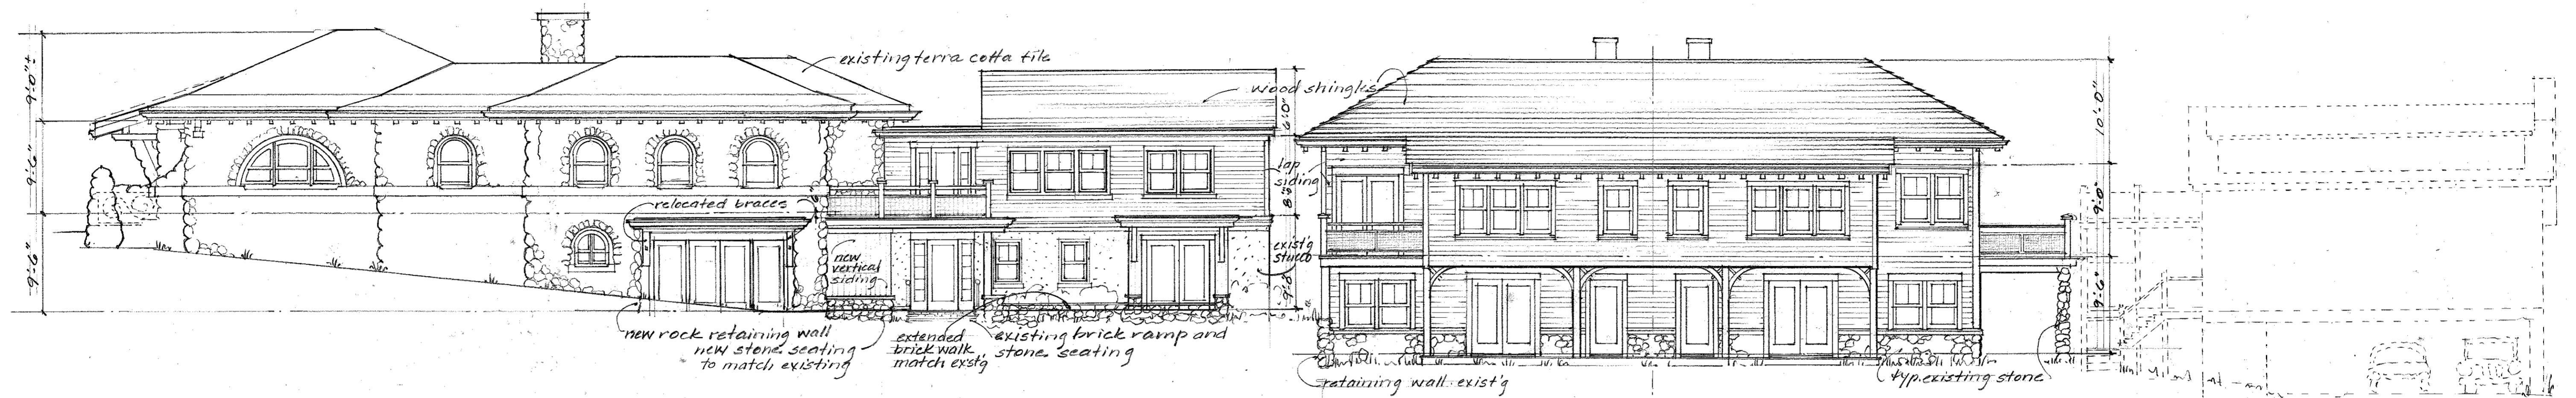 9'-0"±
9'-6"
9'-6"
existing terra cotta tile
relocated braces
new
vertical
siding
new rock retaining wall
new stone seating
to match existing
extended
brick walk
match exstg
existing brick ramp and
stone seating
wood shingles
6'-0"
lap
siding
8'-8"
exist'g
stucco
9'-8"
retaining wall exist'g
typ. existing stone
10'-0"
9'-0"
9'-6"